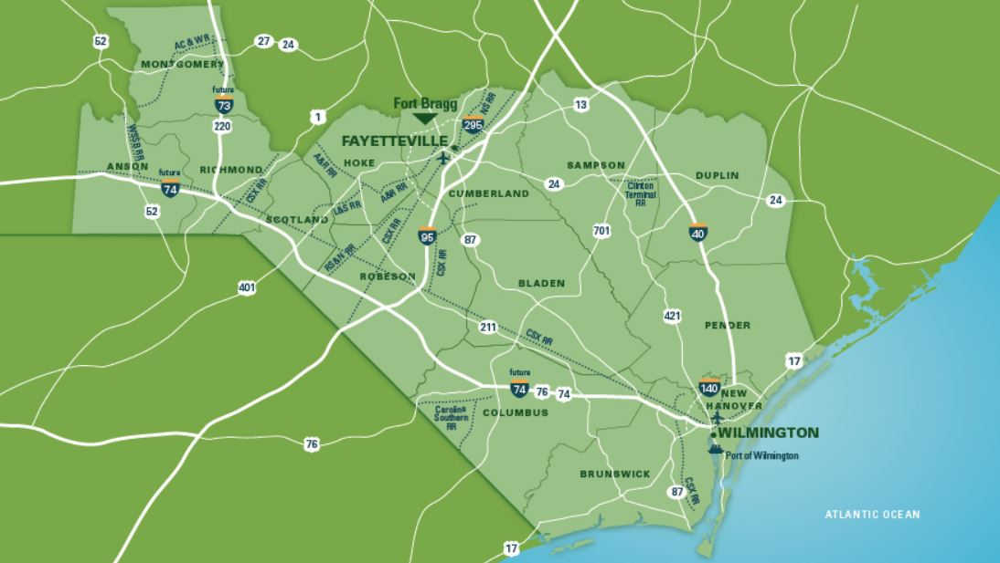 52
AC & WR
27
24
MONTGOMERY
future
73
220
1
Fort Bragg
295
NS RR
13
FAYETTEVILLE
WSSB RR
ANSON
future
74
RICHMOND
CSX RR
A&R RR
HOKE
A&R RR
L&S RR
CUMBERLAND
24
SAMPSON
Clinton
Terminal
RR
DUPLIN
24
52
SCOTLAND
CSX RR
RS&N RR
95
CSX RR
87
701
40
401
ROBESON
BLADEN
211
CSX RR
421
PENDER
17
future
74
76
74
140
NEW
HANOVER
Carolina
Southern
RR
COLUMBUS
WILMINGTON
Port of Wilmington
76
BRUNSWICK
87
CSX RR
ATLANTIC OCEAN
17